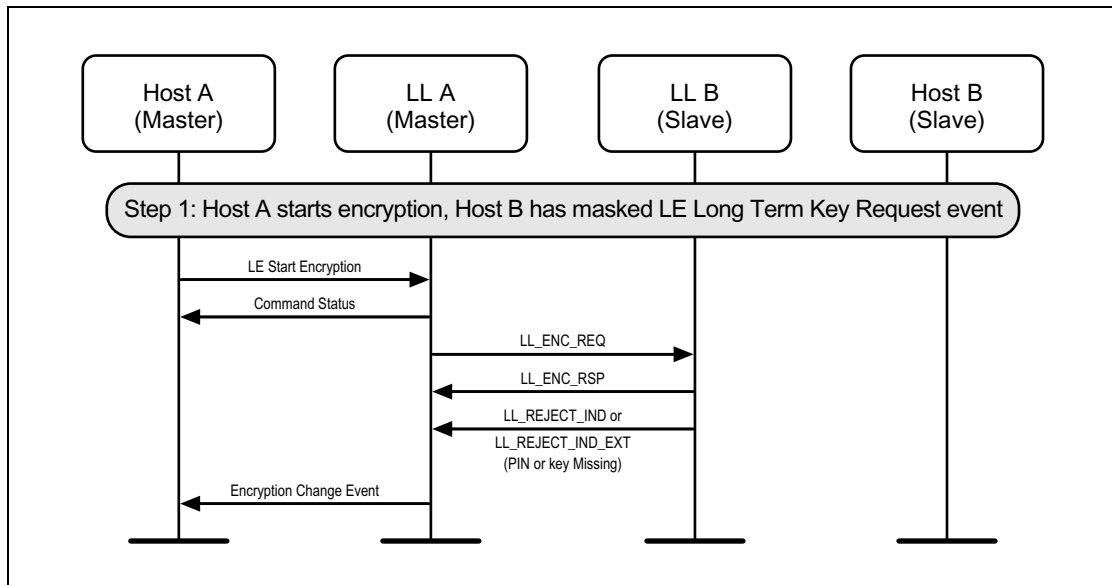 Host A
(Master)
LL A
(Master)
LL B
(Slave)
Host B
(Slave)
Step 1: Host A starts encryption, Host B has masked LE Long Term Key Request event
LE Start Encryption
Command Status
LL_ENC_REQ
LL_ENC_RSP
LL_REJECT_IND or
LL_REJECT_IND_EXT
(PIN or key Missing)
Encryption Change Event